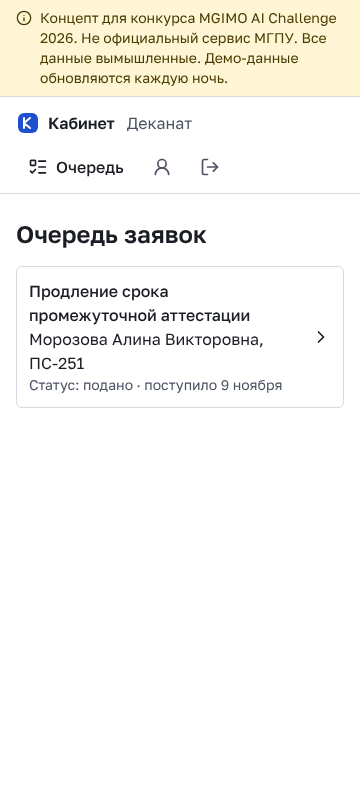 Концепт для конкурса MGIMO AI Challenge
2026. Не официальный сервис МГПУ. Все
данные вымышленные. Демо-данные
обновляются каждую ночь.
Кабинет Деканат
Очередь
Очередь заявок
Продление срока
промежуточной аттестации
Морозова Алина Викторовна,
ПС-251
Статус: подано · поступило 9 ноября